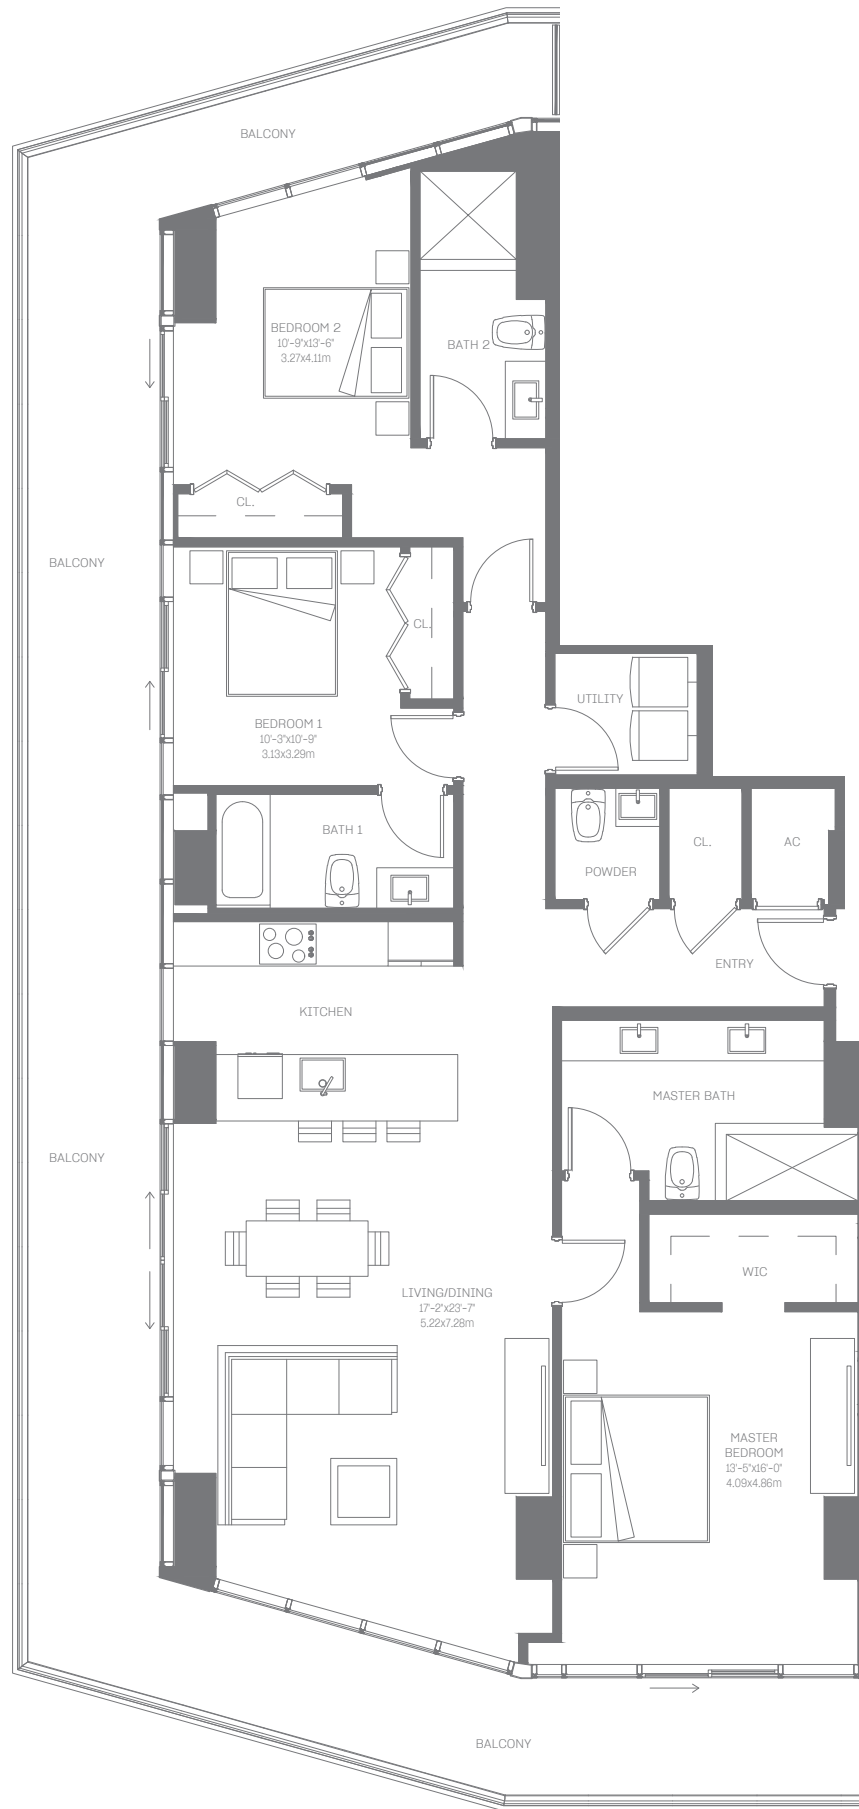 BALCONY
BEDROOM 2
10'-9"x13'-6"
3.27x4.11m
BATH 2
CL.
BALCONY
CL.
UTILITY
BEDROOM 1
10'-3"x10'-9"
3.13x3.29m
BATH 1
POWDER
CL.
AC
ENTRY
KITCHEN
MASTER BATH
BALCONY
WIC
LIVING/DINING
17'-2"x23'-7"
5.22x7.28m
MASTER
BEDROOM
13'-5"x16'-0"
4.09x4.86m
BALCONY